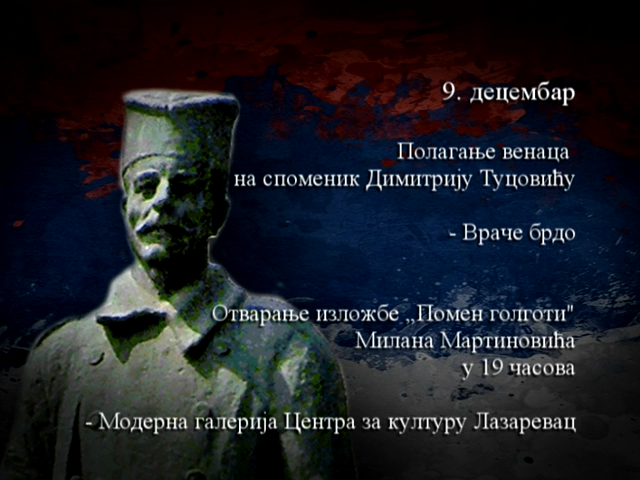 9. децембар
Полагање венаца
на споменик Димитрију Туцовићу
- Враче брдо
Отварање изложбе „Помен голготи"
Милана Мартиновића
у 19 часова
- Модерна галерија Центра за културу Лазаревац